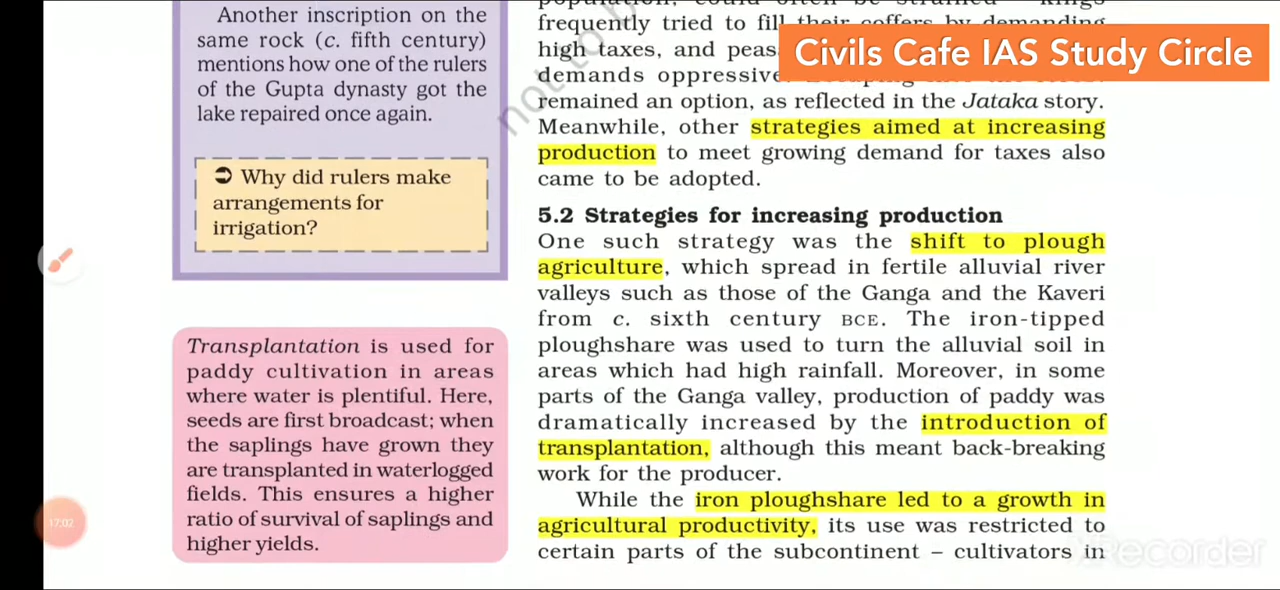 Another inscription on the
same rock (c. fifth century)
mentions how one of the rulers
of the Gupta dynasty got the
lake repaired once again.
➲ Why did rulers make
arrangements for
irrigation?
Transplantation is used for
paddy cultivation in areas
where water is plentiful. Here,
seeds are first broadcast; when
the saplings have grown they
are transplanted in waterlogged
fields. This ensures a higher
ratio of survival of saplings and
higher yields.
frequently tried to fill their coffers by demanding
high taxes, and
demands oppressive.
remained an option, as reflected in the Jataka story.
Meanwhile, other strategies aimed at increasing
production to meet growing demand for taxes also
came to be adopted.
5.2 Strategies for increasing production
One such strategy was the shift to plough
agriculture, which spread in fertile alluvial river
valleys such as those of the Ganga and the Kaveri
from c. sixth century BCE. The iron-tipped
ploughshare was used to turn the alluvial soil in
areas which had high rainfall. Moreover, in some
parts of the Ganga valley, production of paddy was
dramatically increased by the introduction of
transplantation, although this meant back-breaking
work for the producer.
While the iron ploughshare led to a growth in
agricultural productivity, its use was restricted to
certain parts of the subcontinent – cultivators in
Civils Cafe IAS Study Circle
not to b
17:02
XRecorder